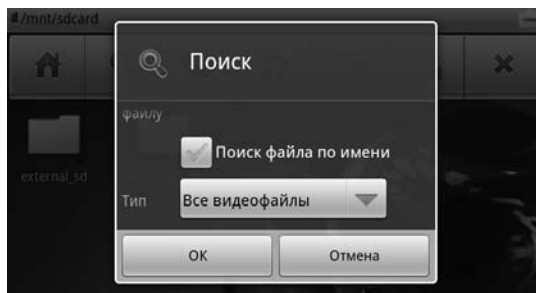 /mnt/sdcard
Поиск
файлу
Поиск файла по имени
external_sd
Тип
Все видеофайлы
ОК
Отмена